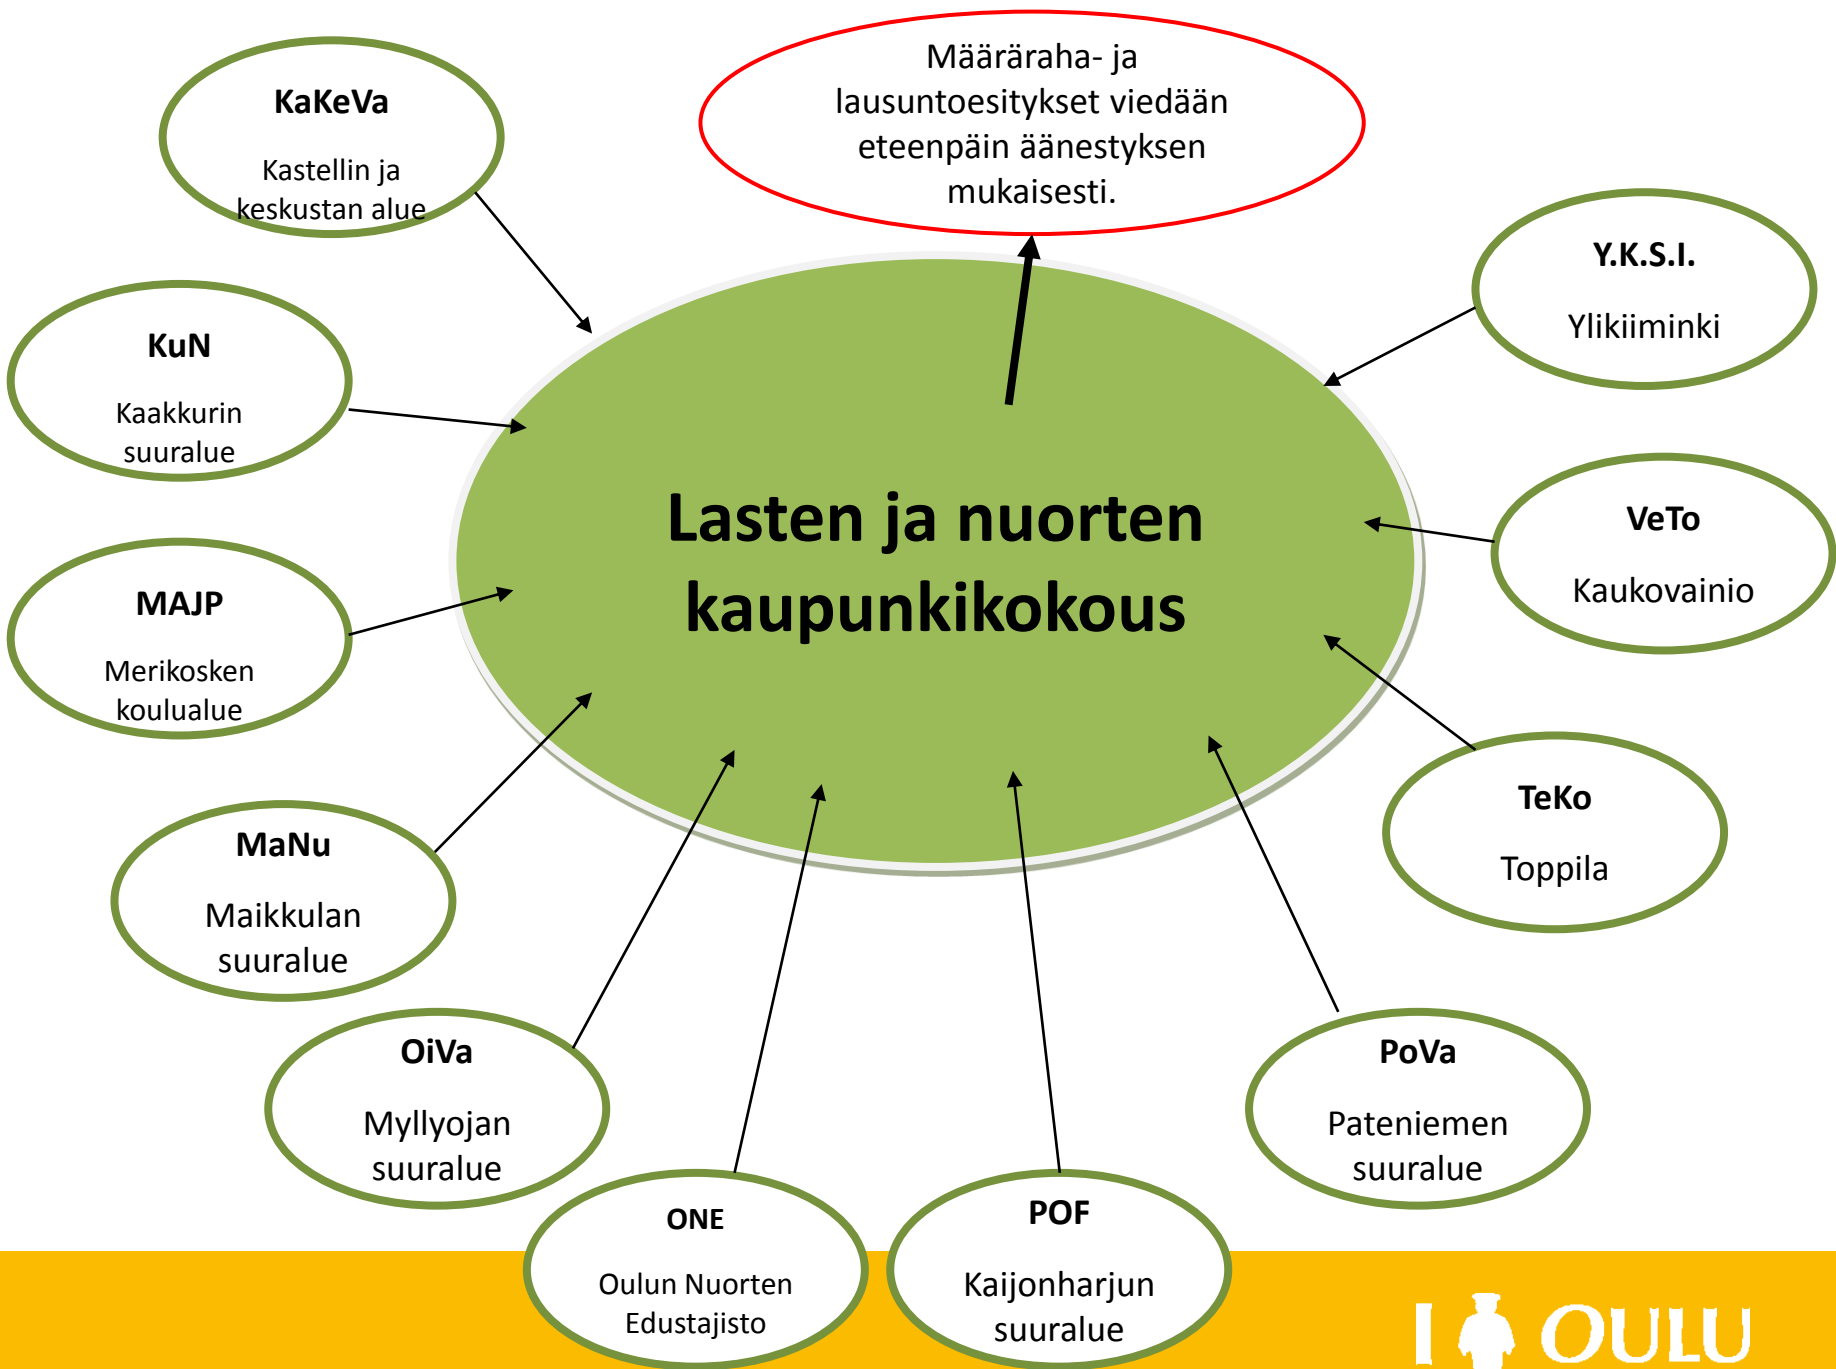 Määräraha- ja
lausuntoesitykset viedään
eteenpäin äänestyksen
mukaisesti.
KaKeVa
Kastellin ja
keskustan alue
KuN
Kaakkurin
suuralue
MAJP
Merikosken
koulualue
MaNu
Maikkulan
suuralue
OiVa
Myllyojan
suuralue
ONE
Oulun Nuorten
Edustajisto
POF
Kaijonharjun
suuralue
PoVa
Pateniemen
suuralue
TeKo
Toppila
VeTo
Kaukovainio
Y.K.S.I.
Ylikiiminki
Lasten ja nuorten
kaupunkikokous
I OULU